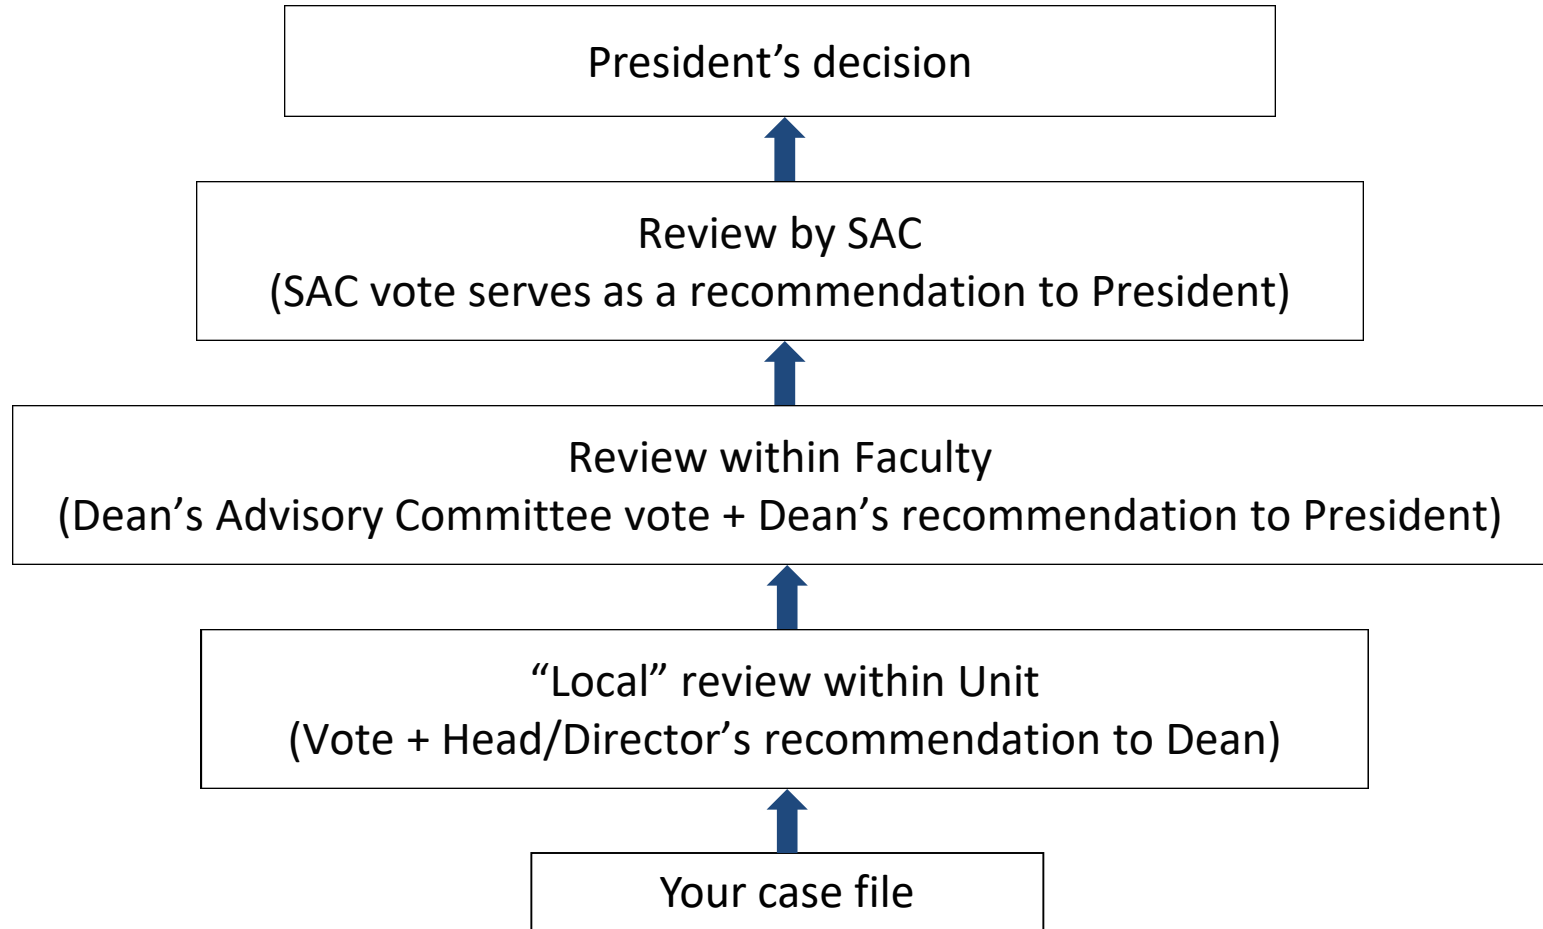 President’s decision
Review by SAC
(SAC vote serves as a recommendation to President)
Review within Faculty
(Dean’s Advisory Committee vote + Dean’s recommendation to President)
“Local” review within Unit
(Vote + Head/Director’s recommendation to Dean)
Your case file